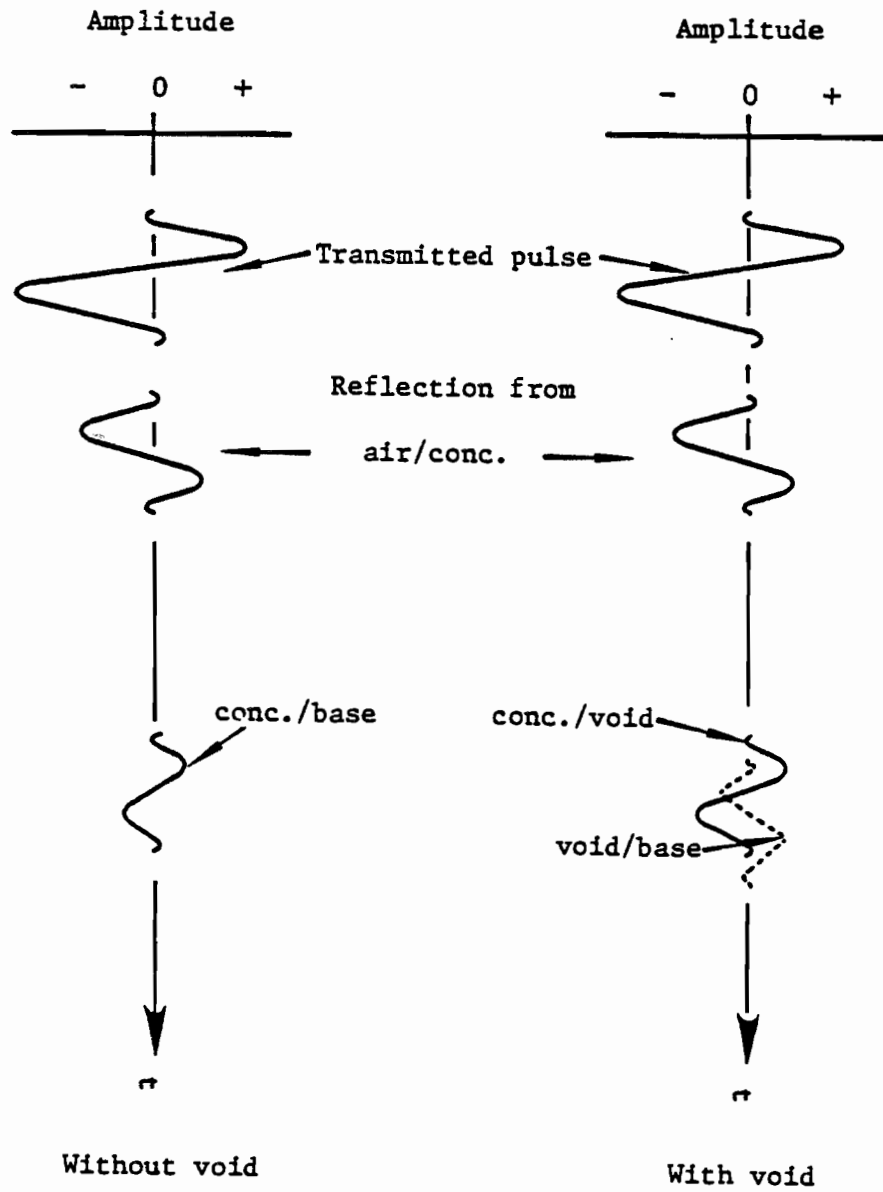 Amplitude
Amplitude
- 0 +
- 0 +
Transmitted pulse
Reflection from
air/conc.
conc./base
conc./void
void/base
t
t
Without void
With void